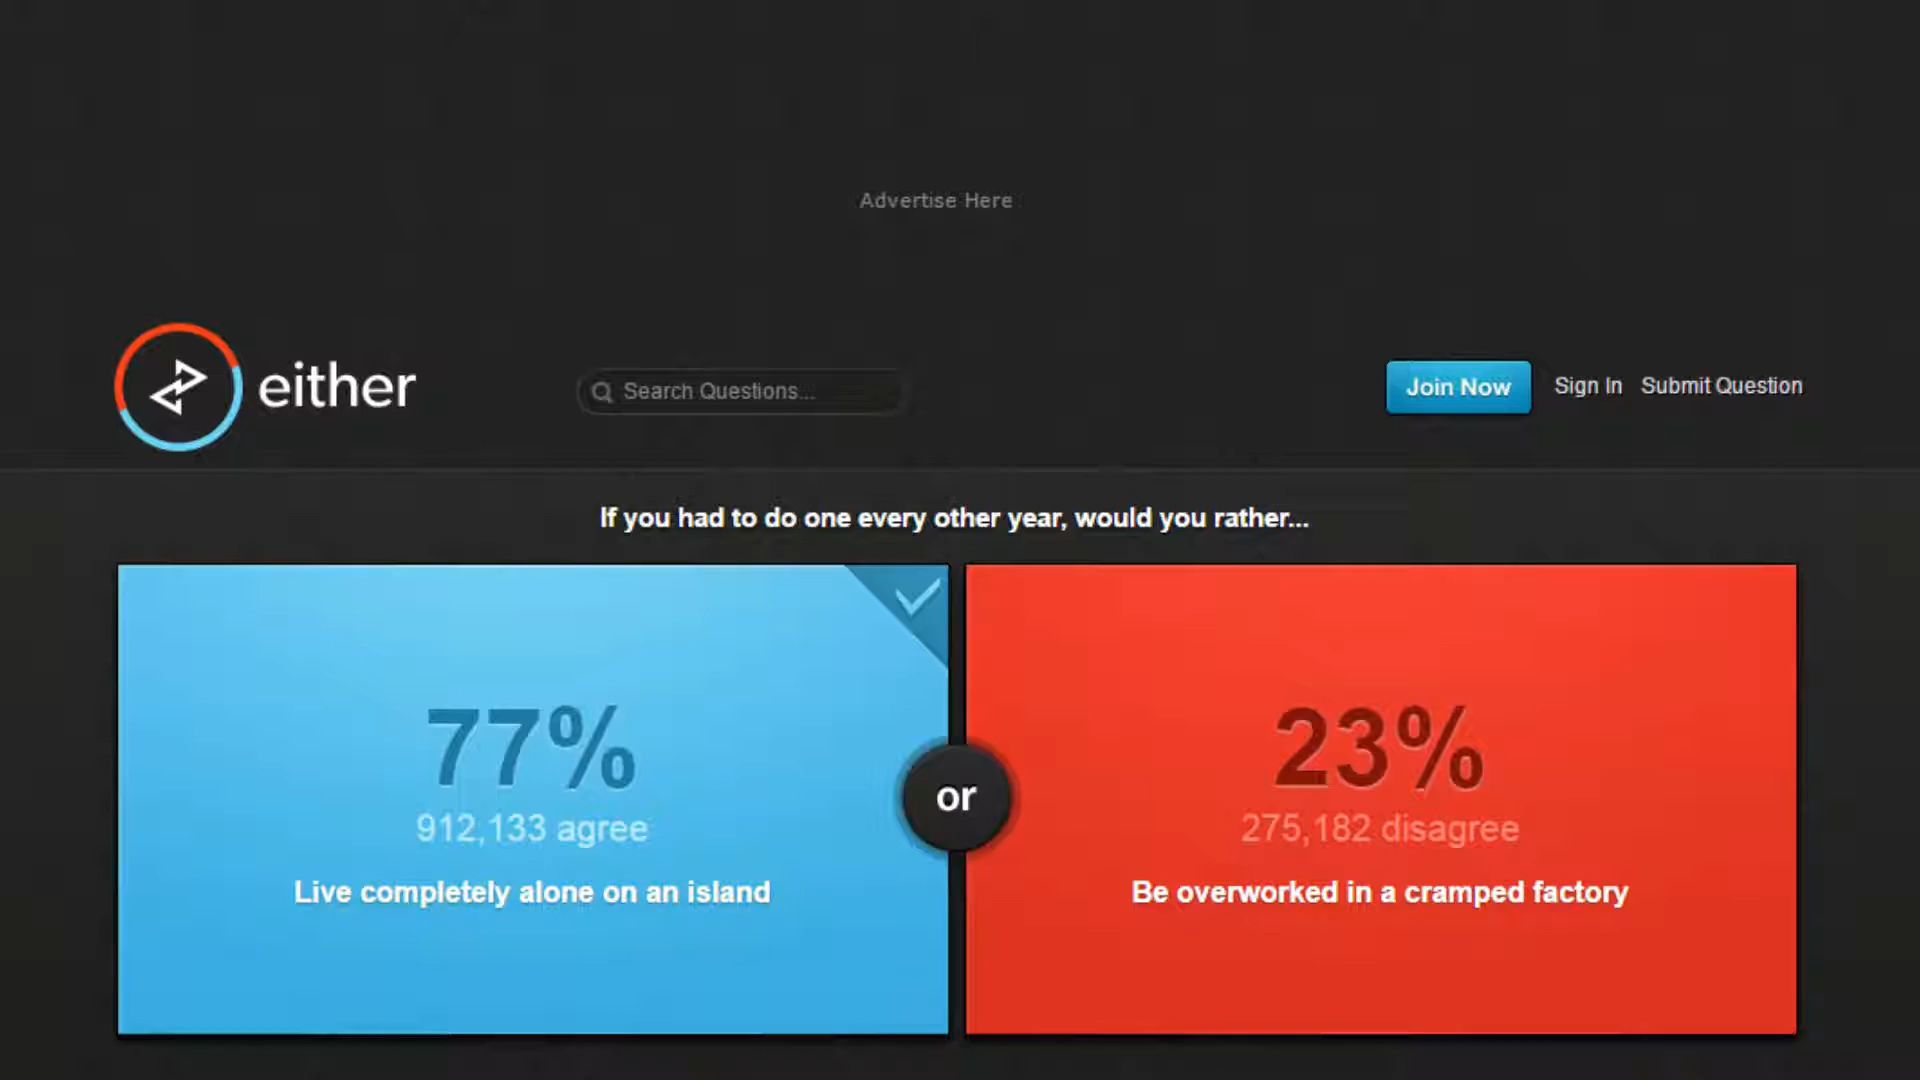 Advertise Here
either
Search Questions...
Join Now
Sign In
Submit Question
If you had to do one every other year, would you rather...
77%
912,133 agree
Live completely alone on an island
or
23%
275,182 disagree
Be overworked in a cramped factory